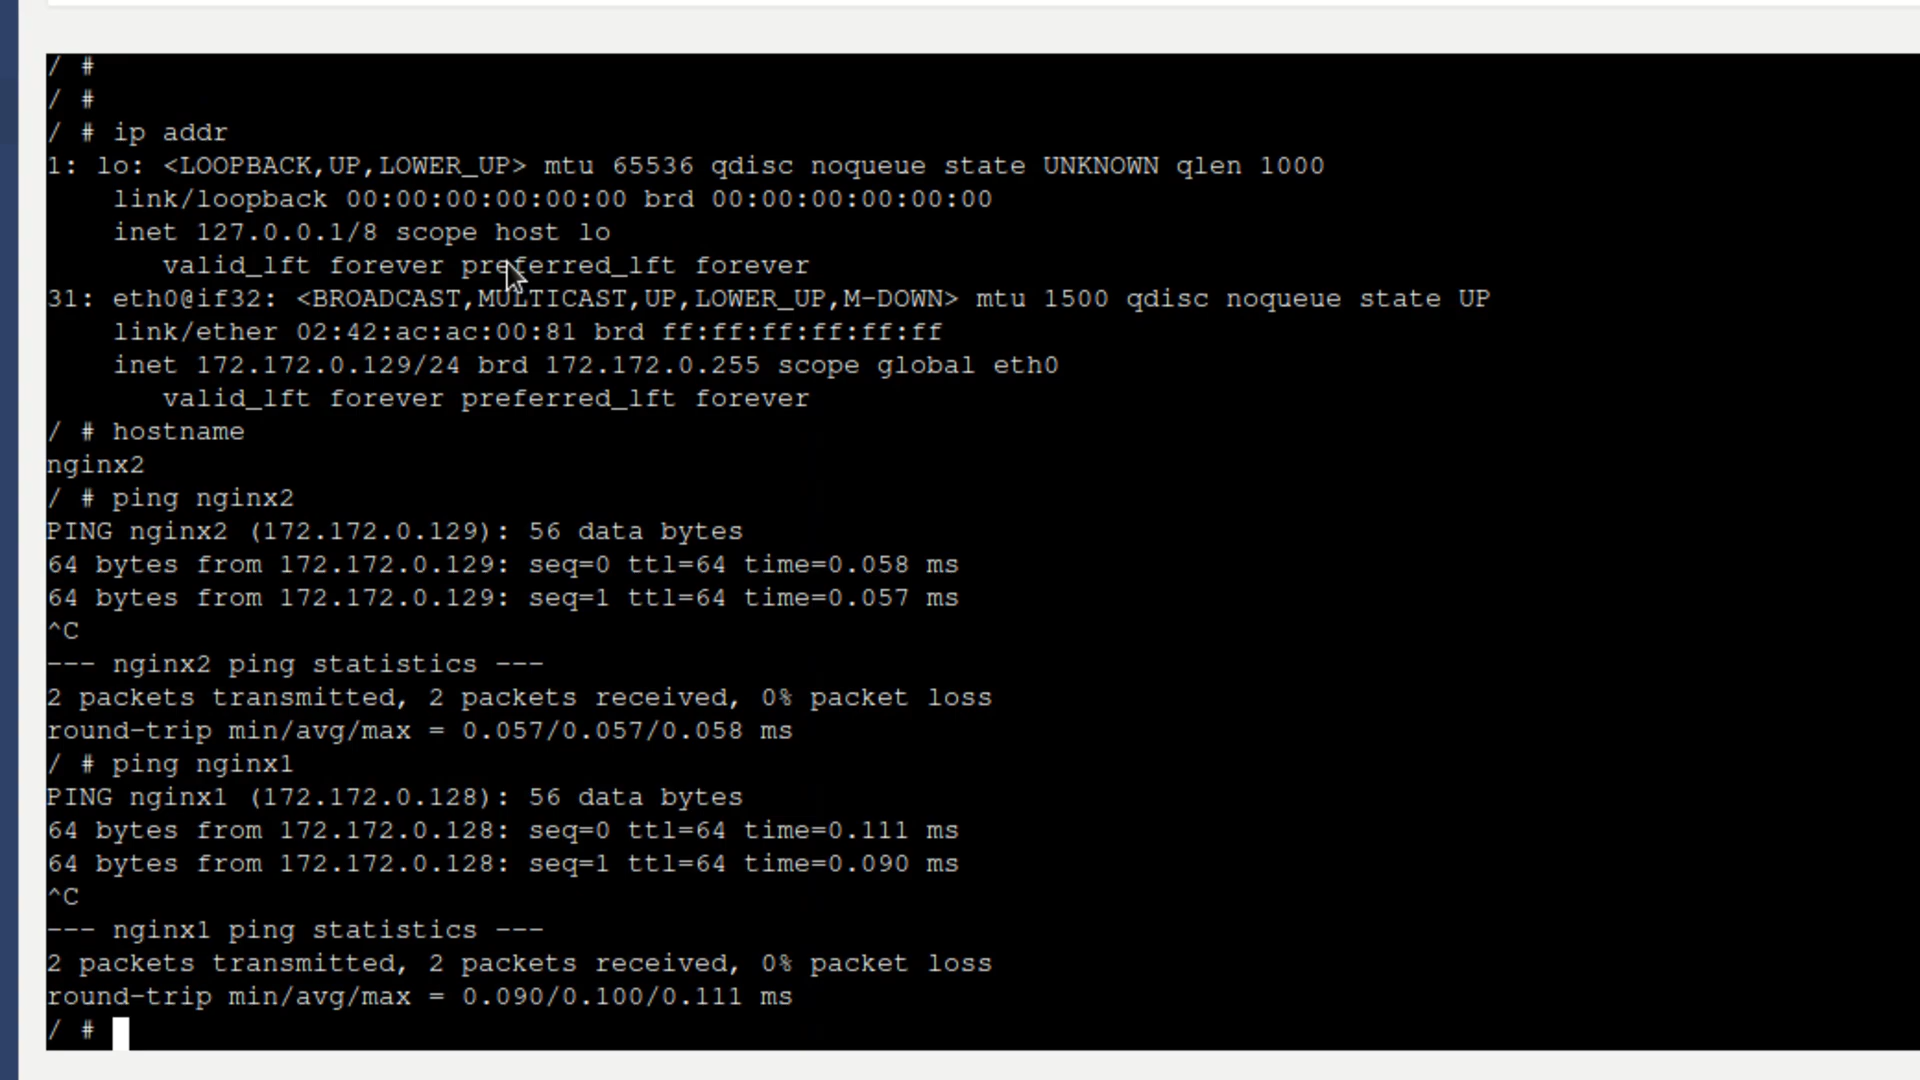 / #
/ #
/ # ip addr
1: lo: <LOOPBACK,UP,LOWER_UP> mtu 65536 qdisc noqueue state UNKNOWN qlen 1000
    link/loopback 00:00:00:00:00:00 brd 00:00:00:00:00:00
    inet 127.0.0.1/8 scope host lo
       valid_lft forever preferred_lft forever
31: eth0@if32: <BROADCAST,MULTICAST,UP,LOWER_UP,M-DOWN> mtu 1500 qdisc noqueue state UP
    link/ether 02:42:ac:ac:00:81 brd ff:ff:ff:ff:ff:ff
    inet 172.172.0.129/24 brd 172.172.0.255 scope global eth0
       valid_lft forever preferred_lft forever
/ # hostname
nginx2
/ # ping nginx2
PING nginx2 (172.172.0.129): 56 data bytes
64 bytes from 172.172.0.129: seq=0 ttl=64 time=0.058 ms
64 bytes from 172.172.0.129: seq=1 ttl=64 time=0.057 ms
^C
--- nginx2 ping statistics ---
2 packets transmitted, 2 packets received, 0% packet loss
round-trip min/avg/max = 0.057/0.057/0.058 ms
/ # ping nginx1
PING nginx1 (172.172.0.128): 56 data bytes
64 bytes from 172.172.0.128: seq=0 ttl=64 time=0.111 ms
64 bytes from 172.172.0.128: seq=1 ttl=64 time=0.090 ms
^C
--- nginx1 ping statistics ---
2 packets transmitted, 2 packets received, 0% packet loss
round-trip min/avg/max = 0.090/0.100/0.111 ms
/ #